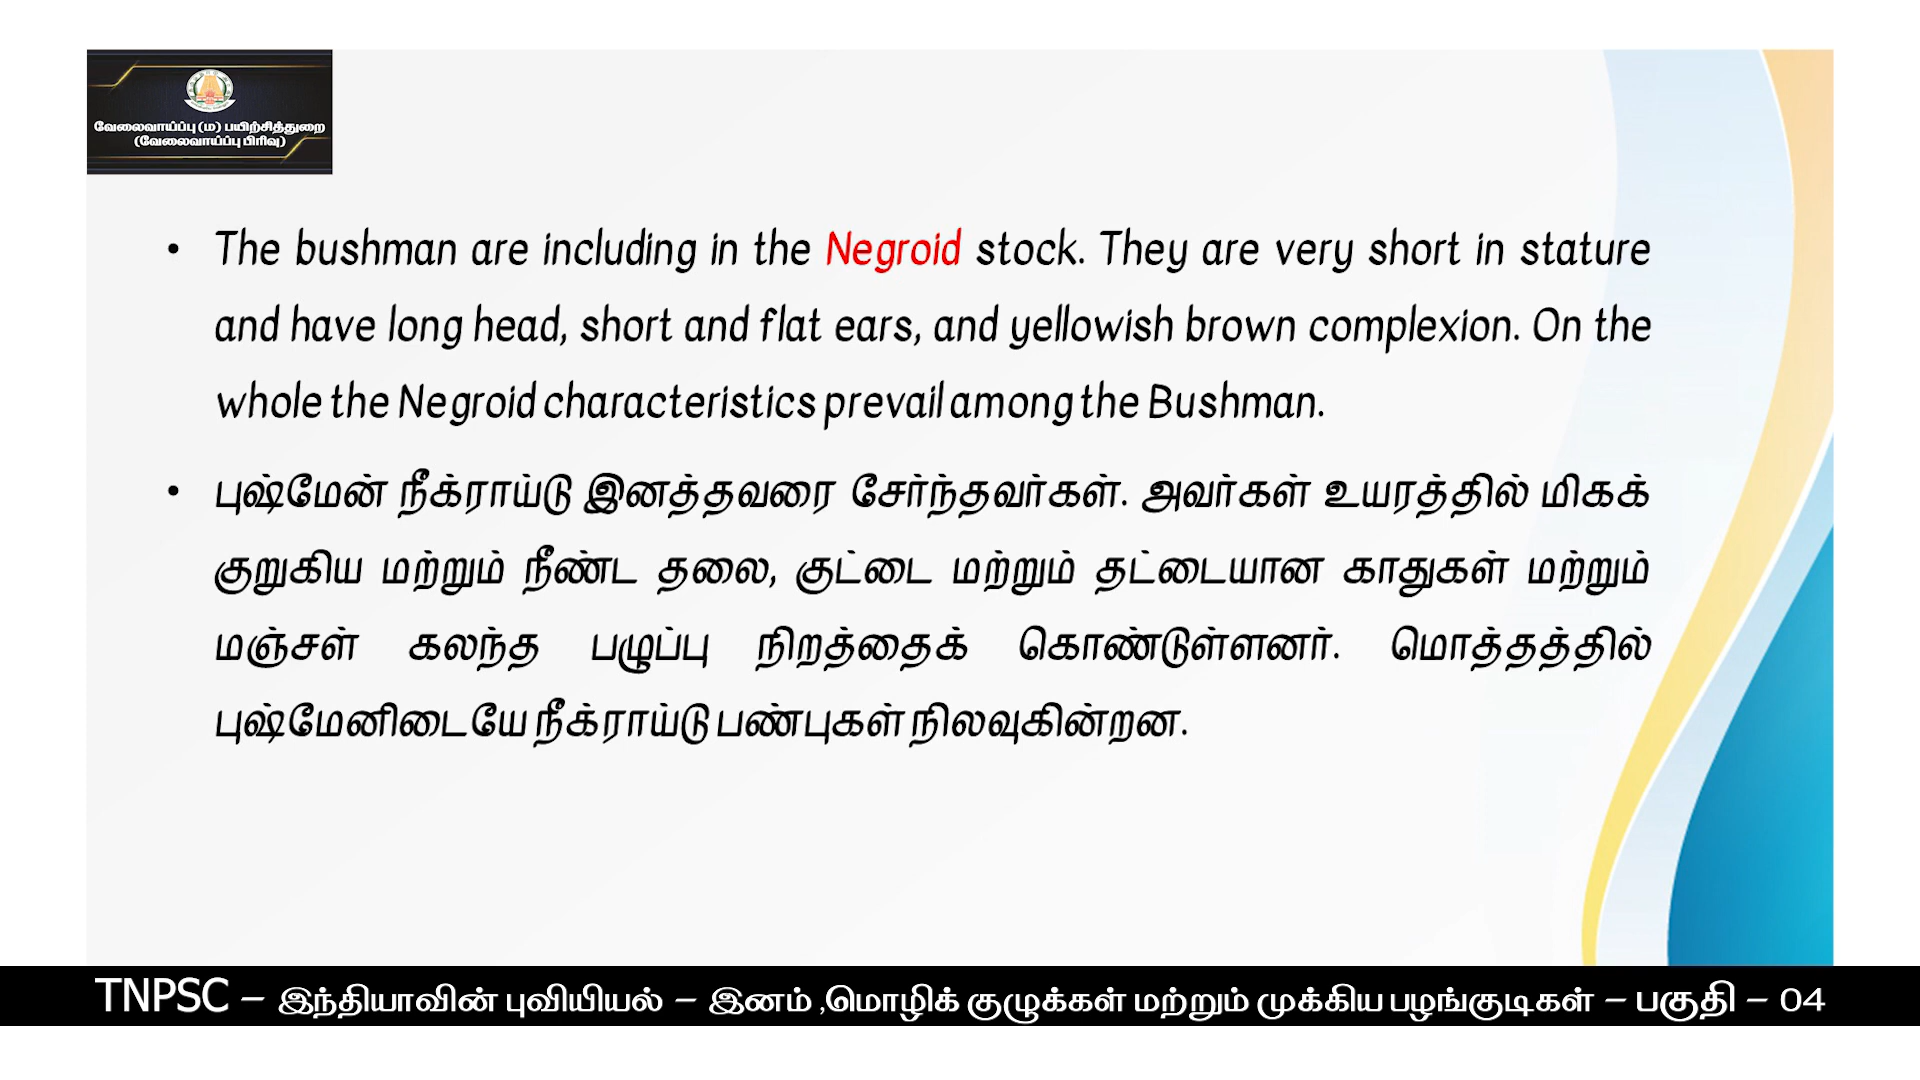 வேலைவாய்ப்பு (ம) பயிற்சித்துறை
(வேலைவாய்ப்பு பிரிவு)
• The bushman are including in the Negroid stock. They are very short in stature
and have long head, short and flat ears, and yellowish brown complexion. On the
whole the Negroid characteristics prevail among the Bushman.
• புஷ்மேன் நீக்ராய்டு இனத்தவரை சேர்ந்தவர்கள். அவர்கள் உயரத்தில் மிகக்
குறுகிய மற்றும் நீண்ட தலை, குட்டை மற்றும் தட்டையான காதுகள் மற்றும்
மஞ்சள் கலந்த பழுப்பு நிறத்தைக் கொண்டுள்ளனர். மொத்தத்தில்
புஷ்மேனிடையே நீக்ராய்டு பண்புகள் நிலவுகின்றன.
TNPSC – இந்தியாவின் புவியியல் – இனம் ,மொழிக் குழுக்கள் மற்றும் முக்கிய பழங்குடிகள் – பகுதி – 04